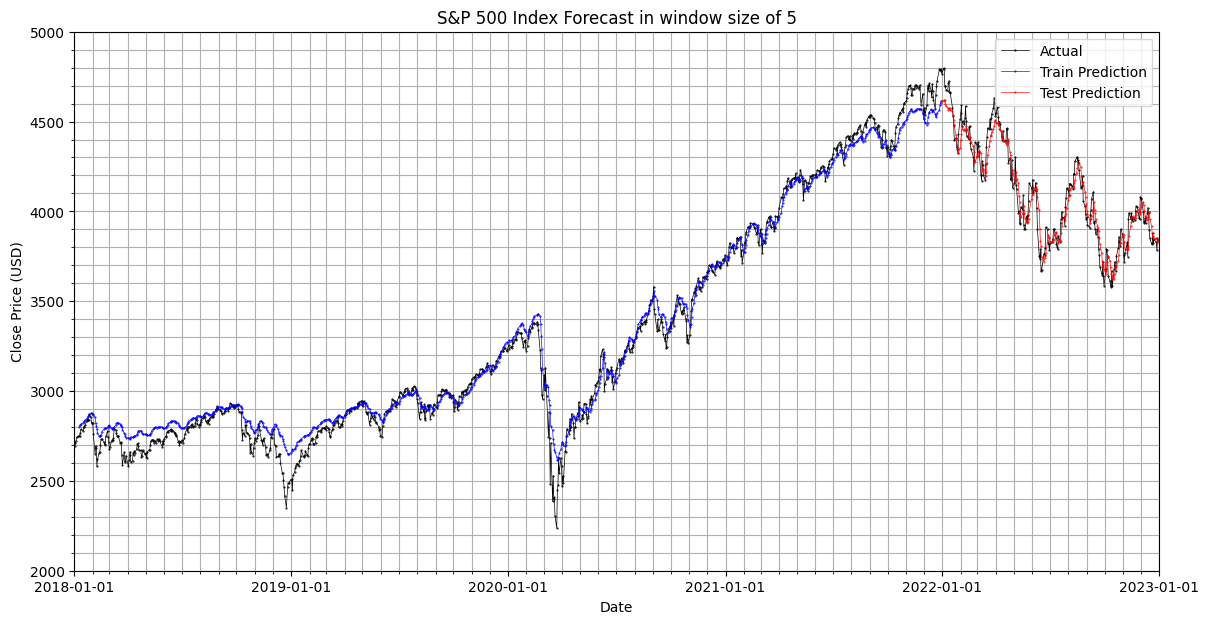 S&P 500 Index Forecast in window size of 5
Actual
Train Prediction
Test Prediction
Close Price (USD)
5000
4500
4000
3500
3000
2500
2000
2018-01-01
2019-01-01
2020-01-01
2021-01-01
2022-01-01
2023-01-01
Date